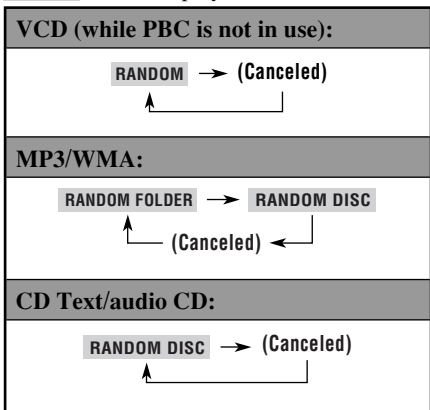 VCD (while PBC is not in use):
RANDOM → (Canceled)
MP3/WMA:
RANDOM FOLDER → RANDOM DISC
(Canceled)
CD Text/audio CD:
RANDOM DISC → (Canceled)